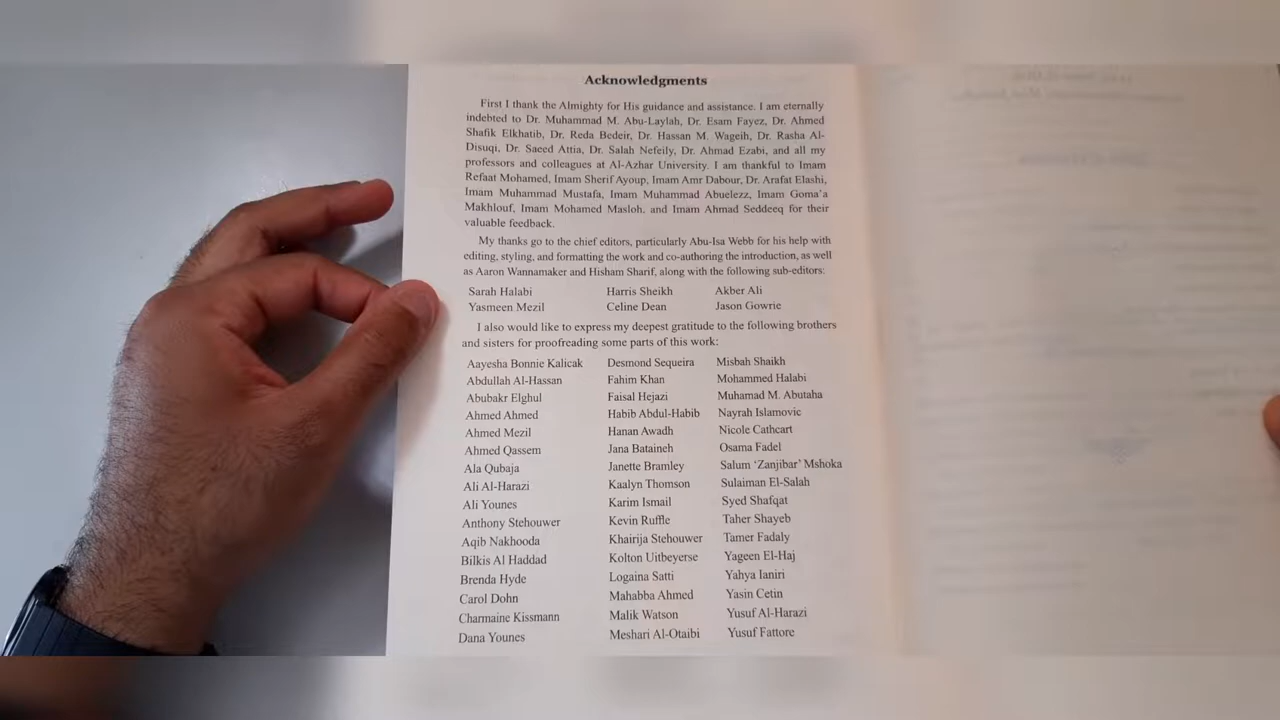 Acknowledgments
First I thank the Almighty for His guidance and assistance. I am eternally
indebted to Dr. Muhammad M. Abu-Laylah, Dr. Esam Fayez, Dr. Ahmed
Shafik Elkhatib, Dr. Reda Bedeir, Dr. Hassan M. Wageih, Dr. Rasha Al-
Disuqi, Dr. Saeed Attia, Dr. Salah Nefeily, Dr. Ahmad Ezabi, and all my
professors and colleagues at Al-Azhar University. I am thankful to Imam
Refaat Mohamed, Imam Sherif Ayoup, Imam Amr Dabour, Dr. Arafat Elashi,
Imam Muhammad Mustafa, Imam Muhammad Abuelezz, Imam Goma'a
Makhlouf, Imam Mohamed Masloh, and Imam Ahmad Seddeeq for their
valuable feedback.
My thanks go to the chief editors, particularly Abu-Isa Webb for his help with
editing, styling, and formatting the work and co-authoring the introduction, as well
as Aaron Wannamaker and Hisham Sharif, along with the following sub-editors:
Sarah Halabi Harris Sheikh Akber Ali
Yasmeen Mezil Celine Dean Jason Gowrie
I also would like to express my deepest gratitude to the following brothers
and sisters for proofreading some parts of this work:
Aayesha Bonnie Kalicak Desmond Sequeira Misbah Shaikh
Abdullah Al-Hassan Fahim Khan Mohammed Halabi
Abubakr Elghul Faisal Hejazi Muhamad M. Abutaha
Ahmed Ahmed Habib Abdul-Habib Nayrah Islamovic
Ahmed Mezil Hanan Awadh Nicole Cathcart
Ahmed Qassem Jana Bataineh Osama Fadel
Ala Qubaja Janette Bramley Salum 'Zanjibar' Mshoka
Ali Al-Harazi Kaalyn Thomson Sulaiman El-Salah
Ali Younes Karim Ismail Syed Shafqat
Anthony Stehouwer Kevin Ruffle Taher Shayeb
Aqib Nakhooda Khairija Stehouwer Tamer Fadaly
Bilkis Al Haddad Kolton Uitbeyerse Yageen El-Haj
Brenda Hyde Logaina Satti Yahya Ianiri
Carol Dohn Mahabba Ahmed Yasin Cetin
Charmaine Kissmann Malik Watson Yusuf Al-Harazi
Dana Younes Meshari Al-Otaibi Yusuf Fattore